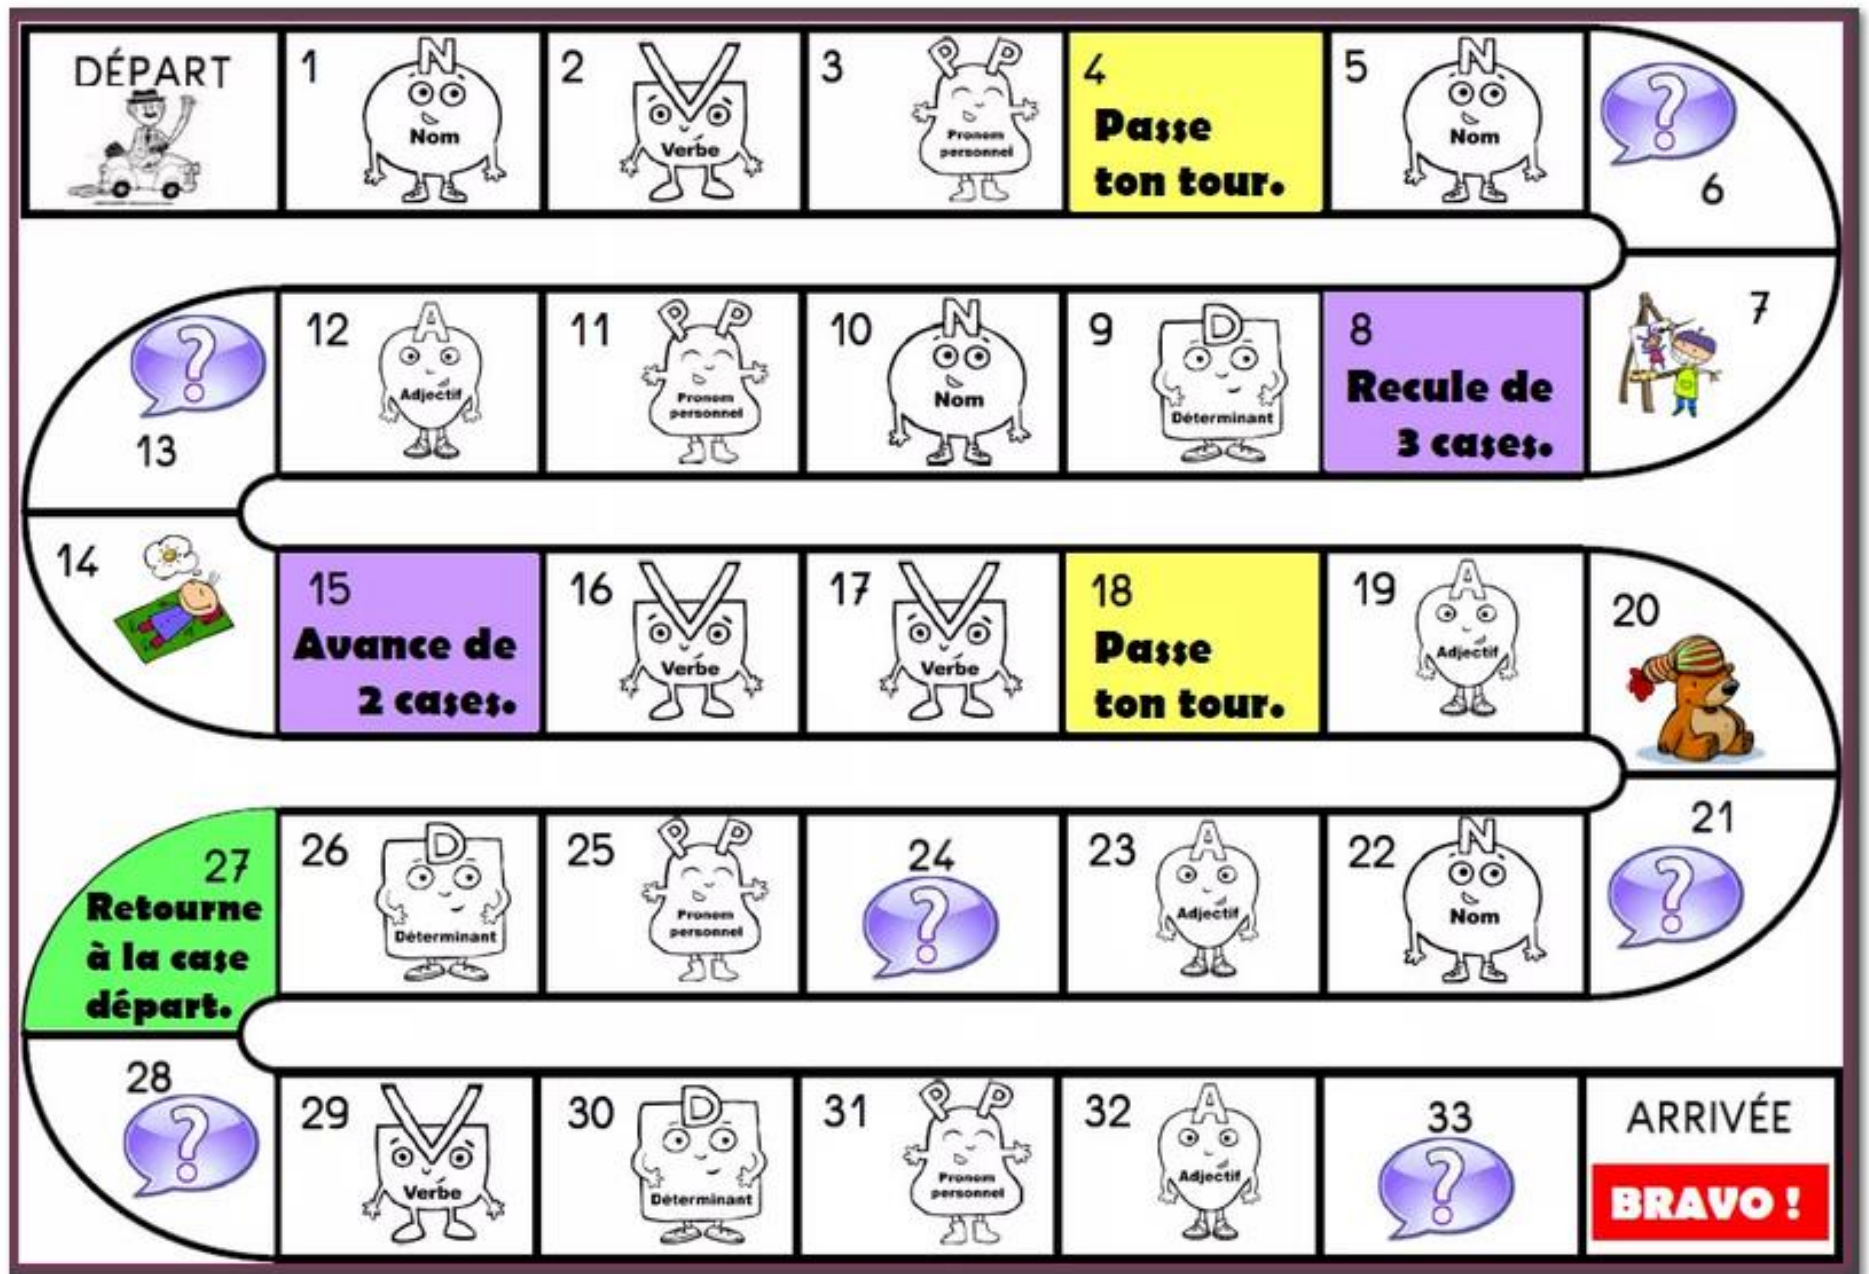 DÉPART
1
N
Nom
2
V
Verbe
3
P P
Pronom
personnel
4
Passe
ton tour.
5
N
Nom
?
6
7
8
Recule de
3 cases.
9
D
Déterminant
10
N
Nom
11
P P
Pronom
personnel
12
A
Adjectif
?
13
14
15
Avance de
2 cases.
16
V
Verbe
17
V
Verbe
18
Passe
ton tour.
19
A
Adjectif
20
21
?
22
N
Nom
23
A
Adjectif
24
?
25
P P
Pronom
personnel
26
D
Déterminant
27
Retourne
à la case
départ.
28
?
29
V
Verbe
30
D
Déterminant
31
P P
Pronom
personnel
32
A
Adjectif
33
?
ARRIVÉE
BRAVO !